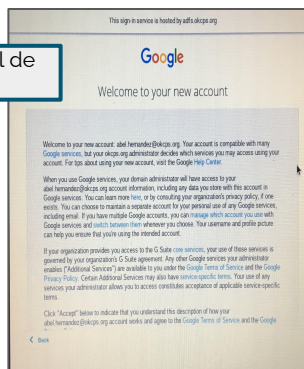 This sign-in service is hosted by adfs.okcps.org
l de
Google
Welcome to your new account
Welcome to your new account: abel.hernandez@okcps.org. Your account is compatible with many
Google services, but your okcps.org administrator decides which services you may access using your
account. For tips about using your new account, visit the Google Help Center.
When you use Google services, your domain administrator will have access to your
abel.hernandez@okcps.org account information, including any data you store with this account in
Google services. You can learn more here, or by consulting your organization's privacy policy, if one
exists. You can choose to maintain a separate account for your personal use of any Google services,
including email. If you have multiple Google accounts, you can manage which account you use with
Google services and switch between them whenever you choose. Your username and profile picture
can help you ensure that you're using the intended account.
If your organization provides you access to the G Suite core services, your use of those services is
governed by your organization's G Suite agreement. Any other Google services your administrator
enables ("Additional Services") are available to you under the Google Terms of Service and the Google
Privacy Policy. Certain Additional Services may also have service-specific terms. Your use of any
services your administrator allows you to access constitutes acceptance of applicable service-specific
terms.
Click "Accept" below to indicate that you understand this description of how your
abel.hernandez@okcps.org account works and agree to the Google Terms of Service and the Google
Back